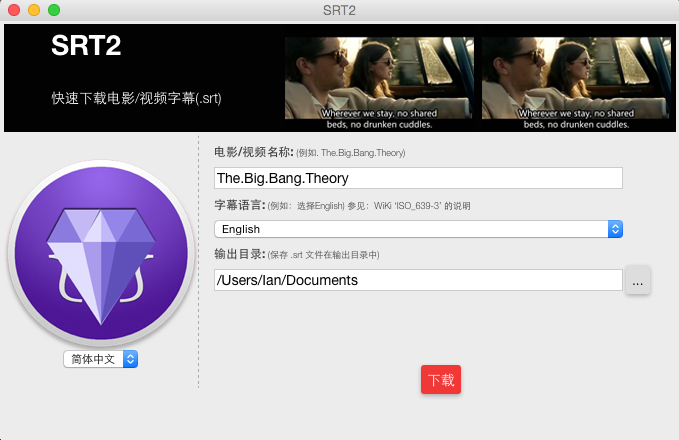 SRT2
SRT2
快速下载电影/视频字幕(.srt)
Wherever we stay, no shared
beds, no drunken cuddles.
Wherever we stay, no shared
beds, no drunken cuddles.
电影/视频名称: (例如. The.Big.Bang.Theory)
The.Big.Bang.Theory
字幕语言: (例如：选择English) 参见：WiKi 'ISO_639-3' 的说明
English
输出目录: (保存 .srt 文件在输出目录中)
/Users/Ian/Documents
...
简体中文
下载